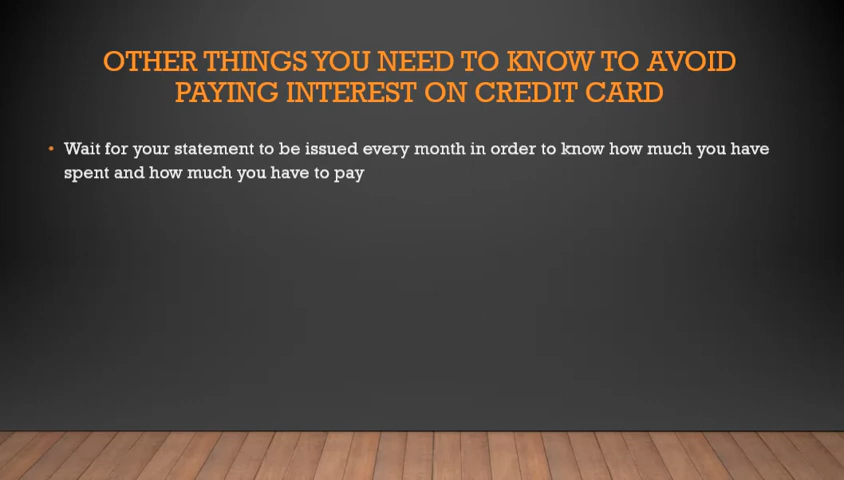 OTHER THINGS YOU NEED TO KNOW TO AVOID
PAYING INTEREST ON CREDIT CARD
• Wait for your statement to be issued every month in order to know how much you have
spent and how much you have to pay